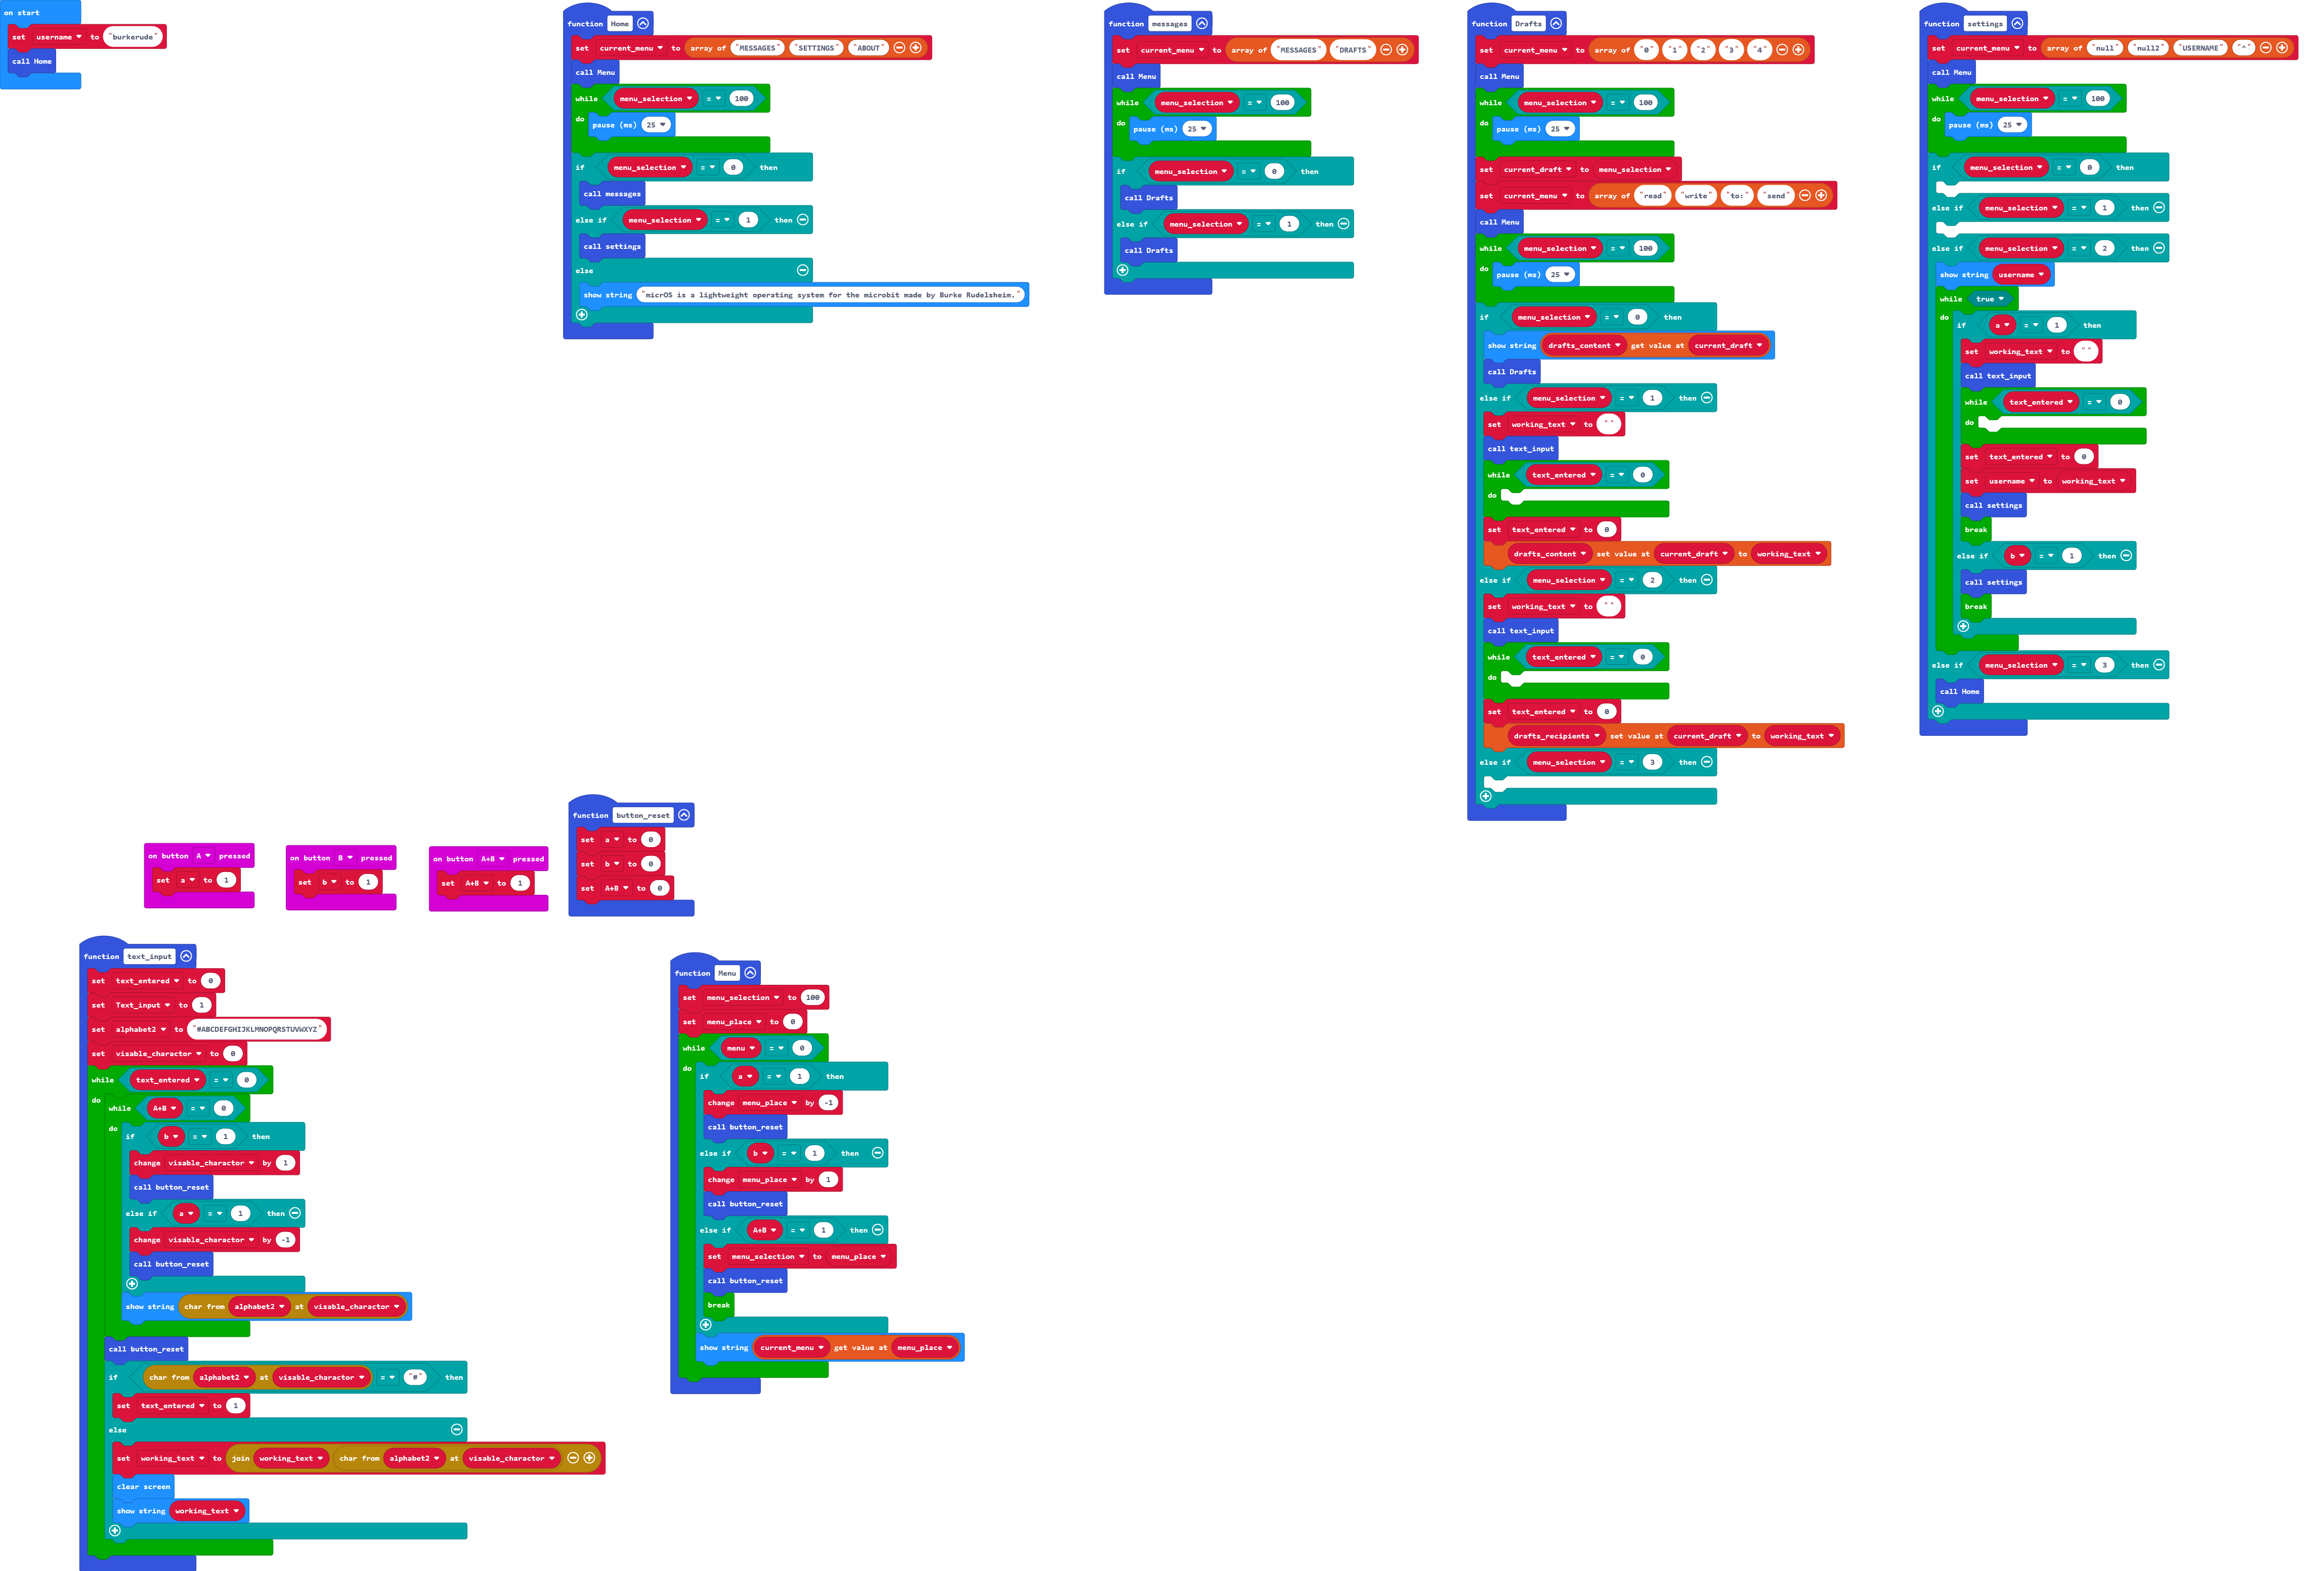 on start
set username to "burkerude"
call Home
function Home
set current_menu to array of "MESSAGES" "SETTINGS" "ABOUT"
call Menu
while menu_selection = 100
do pause (ms) 25
if menu_selection = 0 then
call messages
else if menu_selection = 1 then
call settings
else
show string "micrOS is a lightweight operating system for the microbit made by Burke Rudelsheim."
function messages
set current_menu to array of "MESSAGES" "DRAFTS"
call Menu
while menu_selection = 100
do pause (ms) 25
if menu_selection = 0 then
call Drafts
else if menu_selection = 1 then
call Drafts
function Drafts
set current_menu to array of "0" "1" "2" "3" "4"
call Menu
while menu_selection = 100
do pause (ms) 25
set current_draft to menu_selection
set current_menu to array of "read" "write" "to:" "send"
call Menu
while menu_selection = 100
do pause (ms) 25
if menu_selection = 0 then
show string drafts_content get value at current_draft
call Drafts
else if menu_selection = 1 then
set working_text to ""
call text_input
while text_entered = 0
do
set text_entered to 0
drafts_content set value at current_draft to working_text
else if menu_selection = 2 then
set working_text to ""
call text_input
while text_entered = 0
do
set text_entered to 0
drafts_recipients set value at current_draft to working_text
else if menu_selection = 3 then
function settings
set current_menu to array of "null" "null2" "USERNAME" "^"
call Menu
while menu_selection = 100
do pause (ms) 25
if menu_selection = 0 then
else if menu_selection = 1 then
else if menu_selection = 2 then
show string username
while true
do if a = 1 then
set working_text to ""
call text_input
while text_entered = 0
do
set text_entered to 0
set username to working_text
call settings
break
else if b = 1 then
call settings
break
else if menu_selection = 3 then
call Home
on button A pressed
set a to 1
on button B pressed
set b to 1
on button A+B pressed
set A+B to 1
function button_reset
set a to 0
set b to 0
set A+B to 0
function text_input
set text_entered to 0
set Text_input to 1
set alphabet2 to "#ABCDEFGHIJKLMNOPQRSTUVWXYZ"
set visable_charactor to 0
while text_entered = 0
do while A+B = 0
do if b = 1 then
change visable_charactor by 1
call button_reset
else if a = 1 then
change visable_charactor by -1
call button_reset
show string char from alphabet2 at visable_charactor
call button_reset
if char from alphabet2 at visable_charactor = "#" then
set text_entered to 1
else
set working_text to join working_text char from alphabet2 at visable_charactor
clear screen
show string working_text
function Menu
set menu_selection to 100
set menu_place to 0
while menu = 0
do if a = 1 then
change menu_place by -1
call button_reset
else if b = 1 then
change menu_place by 1
call button_reset
else if A+B = 1 then
set menu_selection to menu_place
call button_reset
break
show string current_menu get value at menu_place